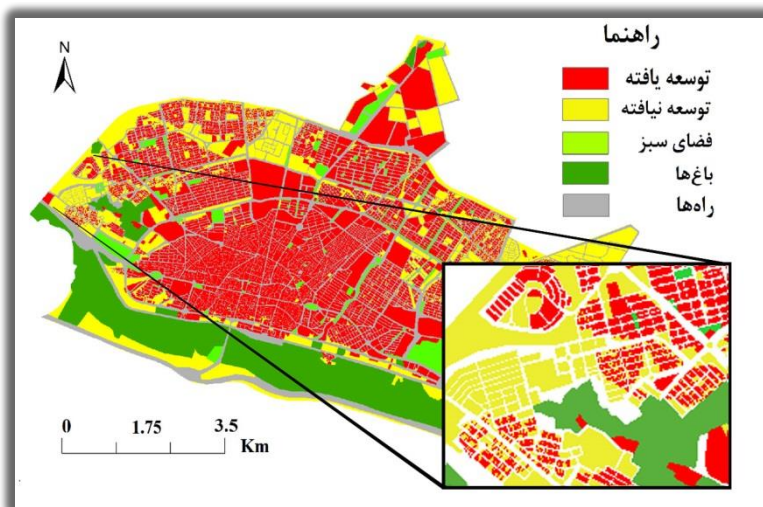 راهنما
N
توسعه یافته
توسعه نیافته
فضای سبز
باغ‌ها
راه‌ها
0 1.75 3.5
Km